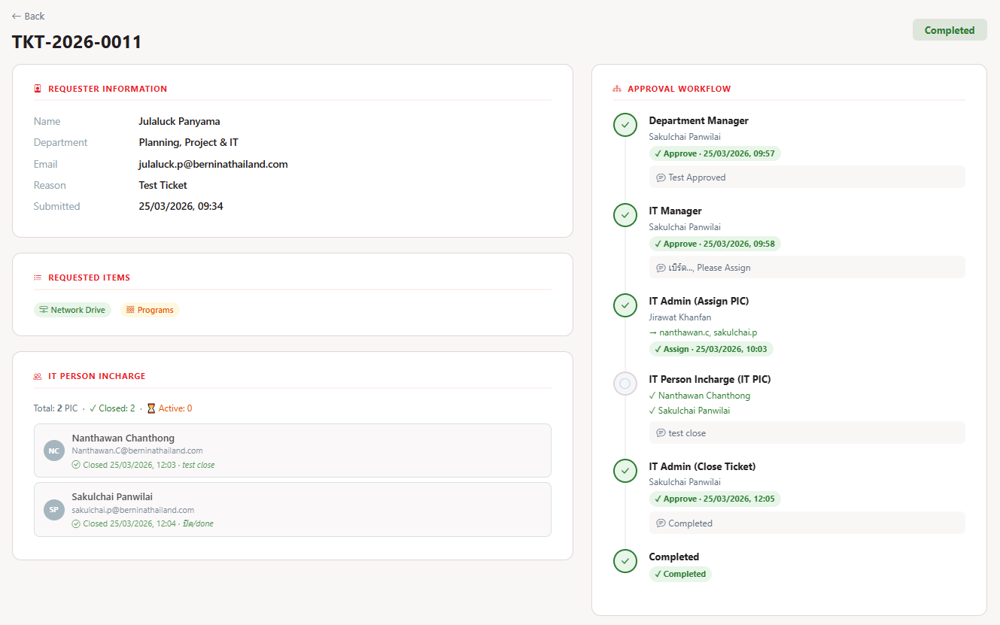 ← Back
TKT-2026-0011
Completed
REQUESTER INFORMATION
Name Julaluck Panyama
Department Planning, Project & IT
Email julaluck.p@berninathailand.com
Reason Test Ticket
Submitted 25/03/2026, 09:34
REQUESTED ITEMS
Network Drive Programs
IT PERSON INCHARGE
Total: 2 PIC · ✓ Closed: 2 · ⏳ Active: 0
NC
Nanthawan Chanthong
Nanthawan.C@berninathailand.com
Closed 25/03/2026, 12:03 · test close
SP
Sakulchai Panwilai
sakulchai.p@berninathailand.com
Closed 25/03/2026, 12:04 · ปิด/done
APPROVAL WORKFLOW
Department Manager
Sakulchai Panwilai
✓ Approve · 25/03/2026, 09:57
Test Approved
IT Manager
Sakulchai Panwilai
✓ Approve · 25/03/2026, 09:58
เบิร์ด..., Please Assign
IT Admin (Assign PIC)
Jirawat Khanfan
→ nanthawan.c, sakulchai.p
✓ Assign · 25/03/2026, 10:03
IT Person Incharge (IT PIC)
✓ Nanthawan Chanthong
✓ Sakulchai Panwilai
test close
IT Admin (Close Ticket)
Sakulchai Panwilai
✓ Approve · 25/03/2026, 12:05
Completed
Completed
✓ Completed